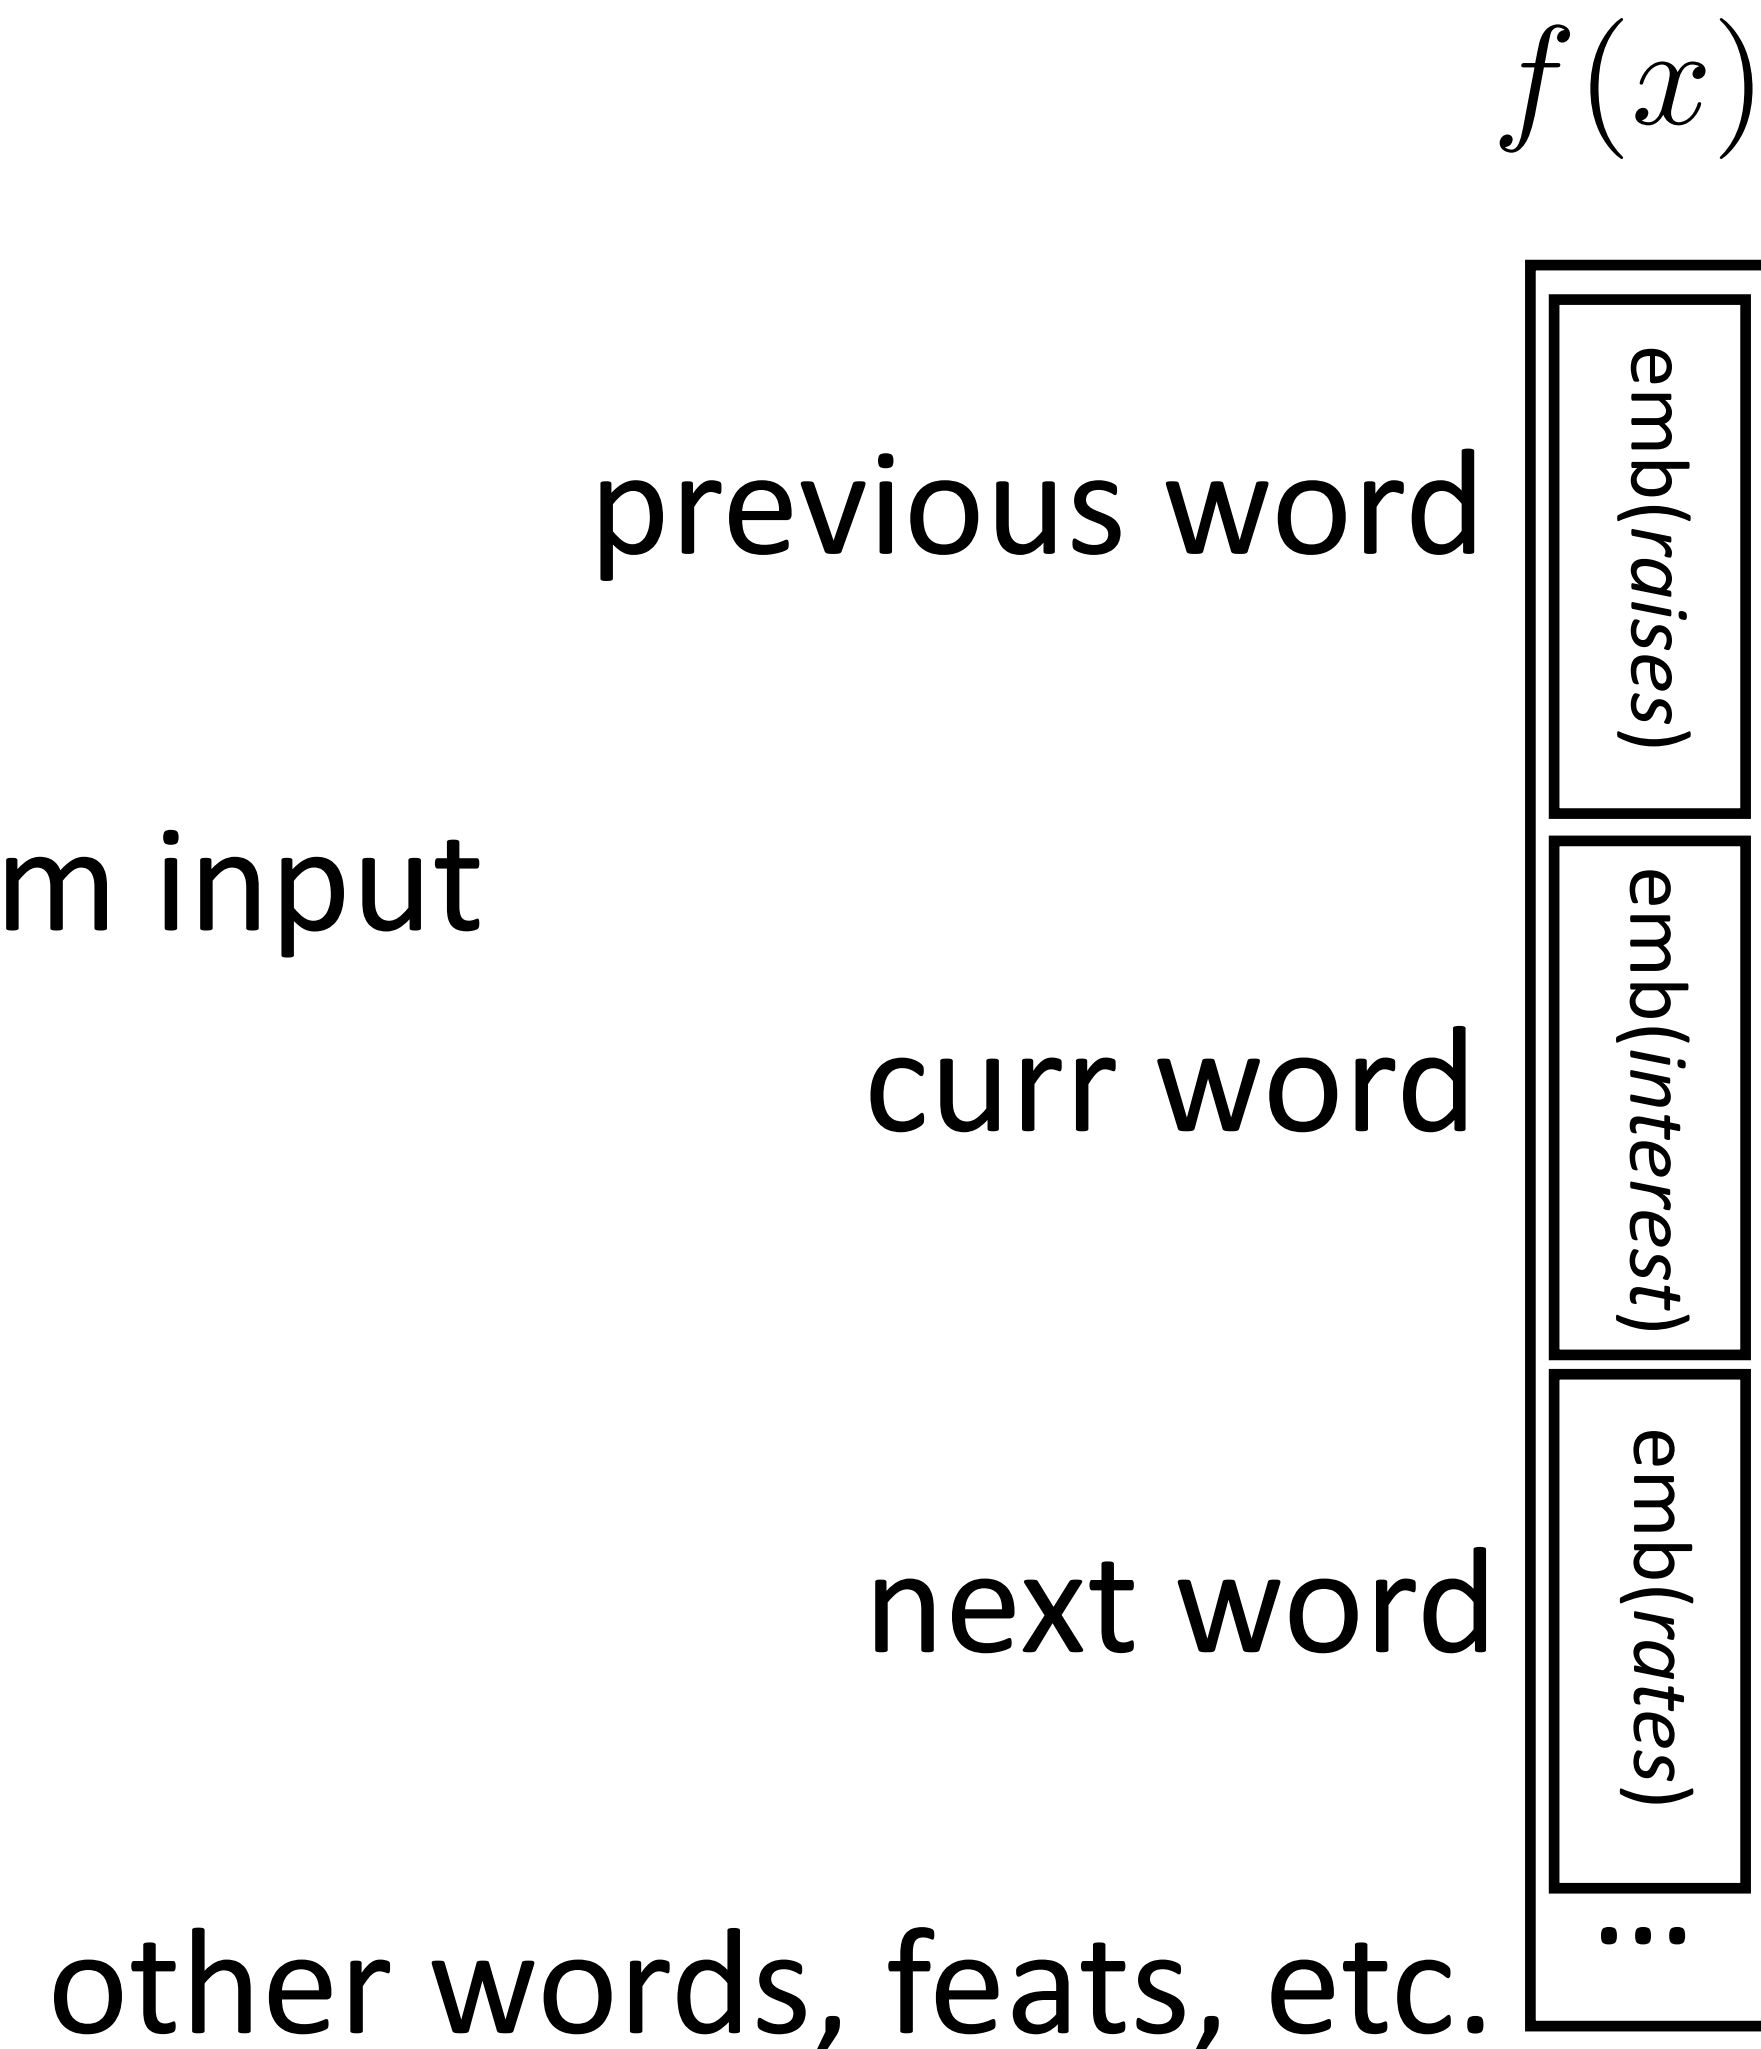 f(x)
emb(raises)
previous word
m input
emb(interest)
curr word
emb(rates)
next word
...
other words, feats, etc.